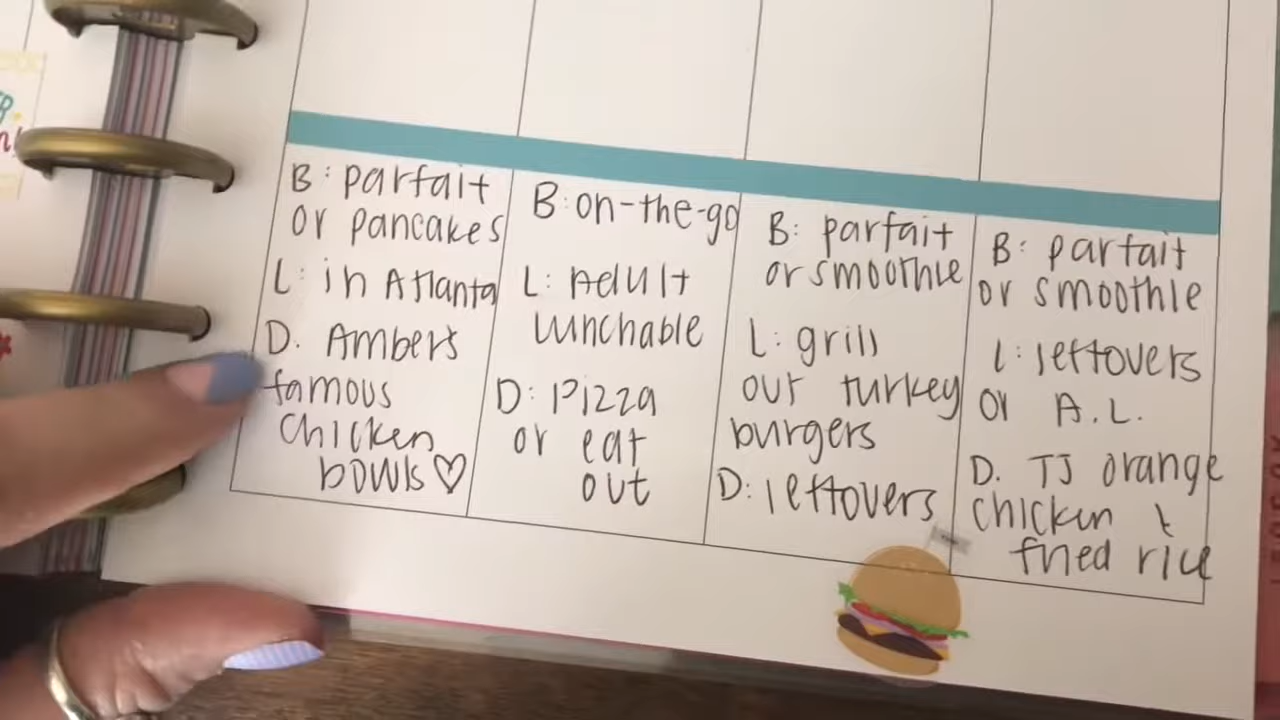 B: parfait
or pancakes
L: in Atlanta
D. Amber's
famous
chicken
bowls♡
B: on-the-go
L: Adult
lunchable
D: Pizza
or eat
out
B: parfait
or smoothie
L: grill
out turkey
burgers
D: leftovers
B: parfait
or smoothie
L: leftovers
or A.L.
D. TJ orange
chicken &
fried rice